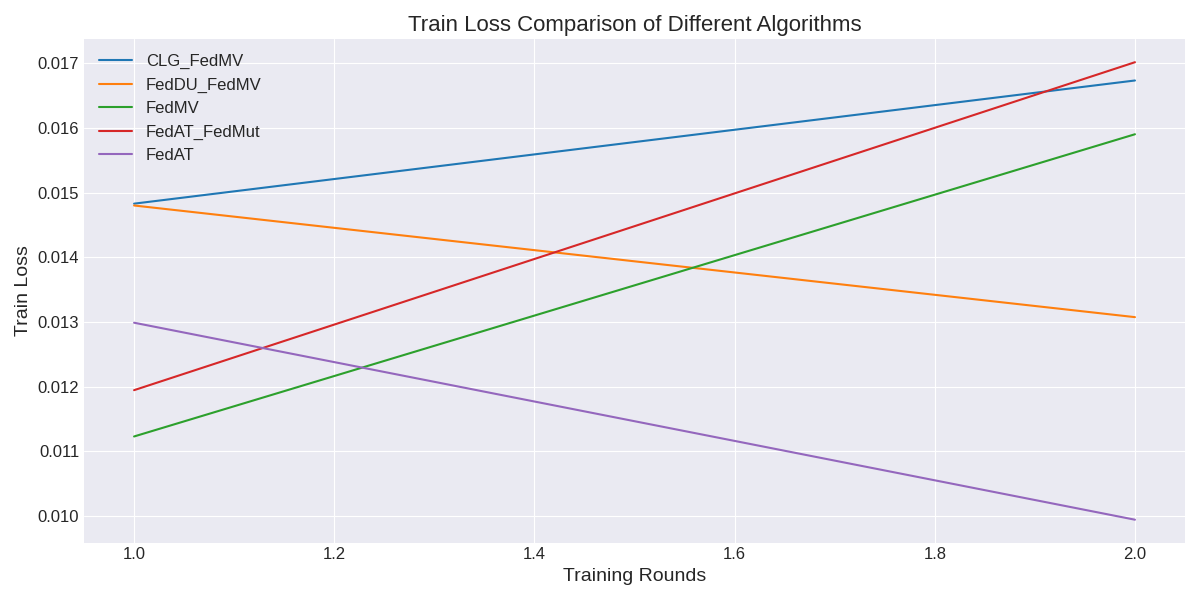 Train Loss Comparison of Different Algorithms
CLG_FedMV
FedDU_FedMV
FedMV
FedAT_FedMut
FedAT
Train Loss
0.017
0.016
0.015
0.014
0.013
0.012
0.011
0.010
1.0 1.2 1.4 1.6 1.8 2.0
Training Rounds